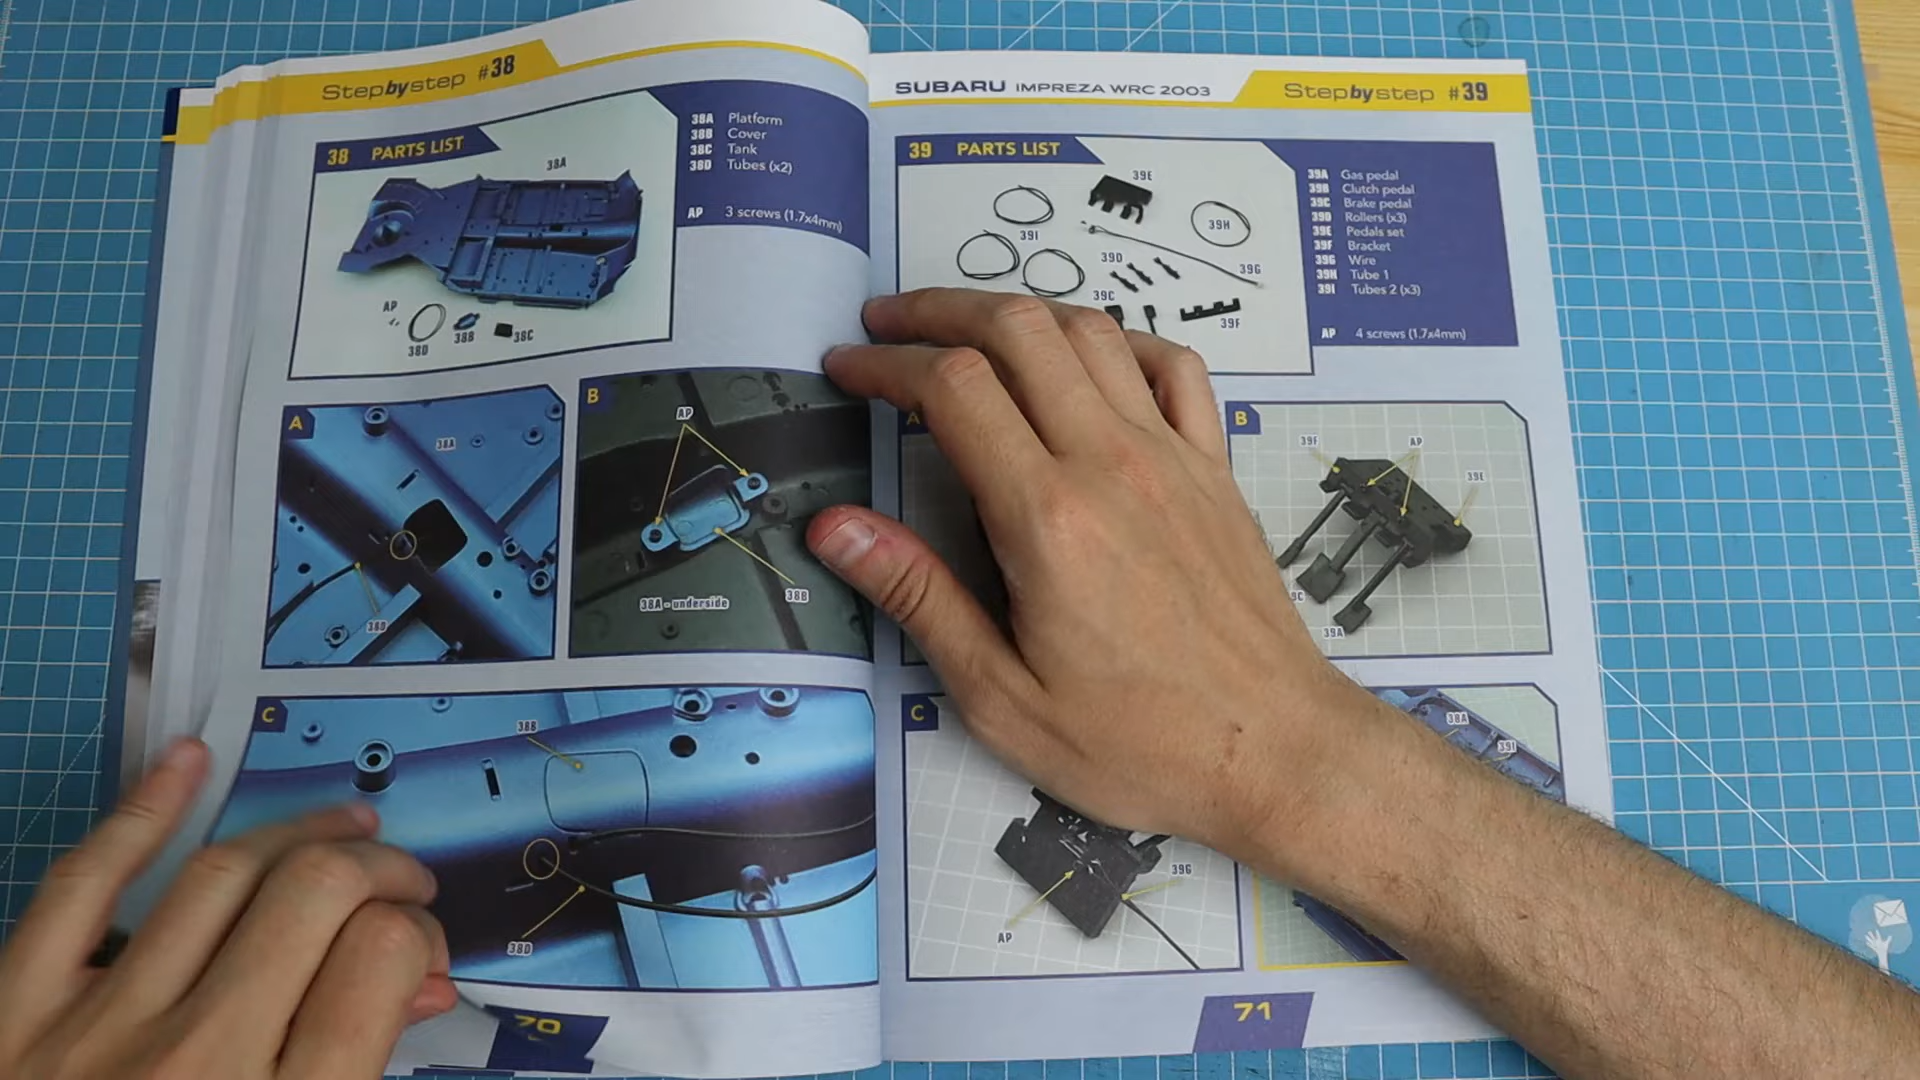 Stepbystep #38
38 PARTS LIST
38A
AP
38D
38B
38C
38A Platform
38B Cover
38C Tank
38D Tubes (x2)
AP 3 screws (1.7x4mm)
A
38A
38D
B
AP
38A - underside
38B
C
38B
38D
70
SUBARU IMPREZA WRC 2003
Stepbystep #39
39 PARTS LIST
39E
39I
39H
39D
39G
39C
39F
39A Gas pedal
39B Clutch pedal
39C Brake pedal
39D Rollers (x3)
39E Pedals set
39F Bracket
39G Wire
39H Tube 1
39I Tubes 2 (x3)
AP 4 screws (1.7x4mm)
A
B
39F
AP
39E
39A
C
39G
AP
38A
39I
71